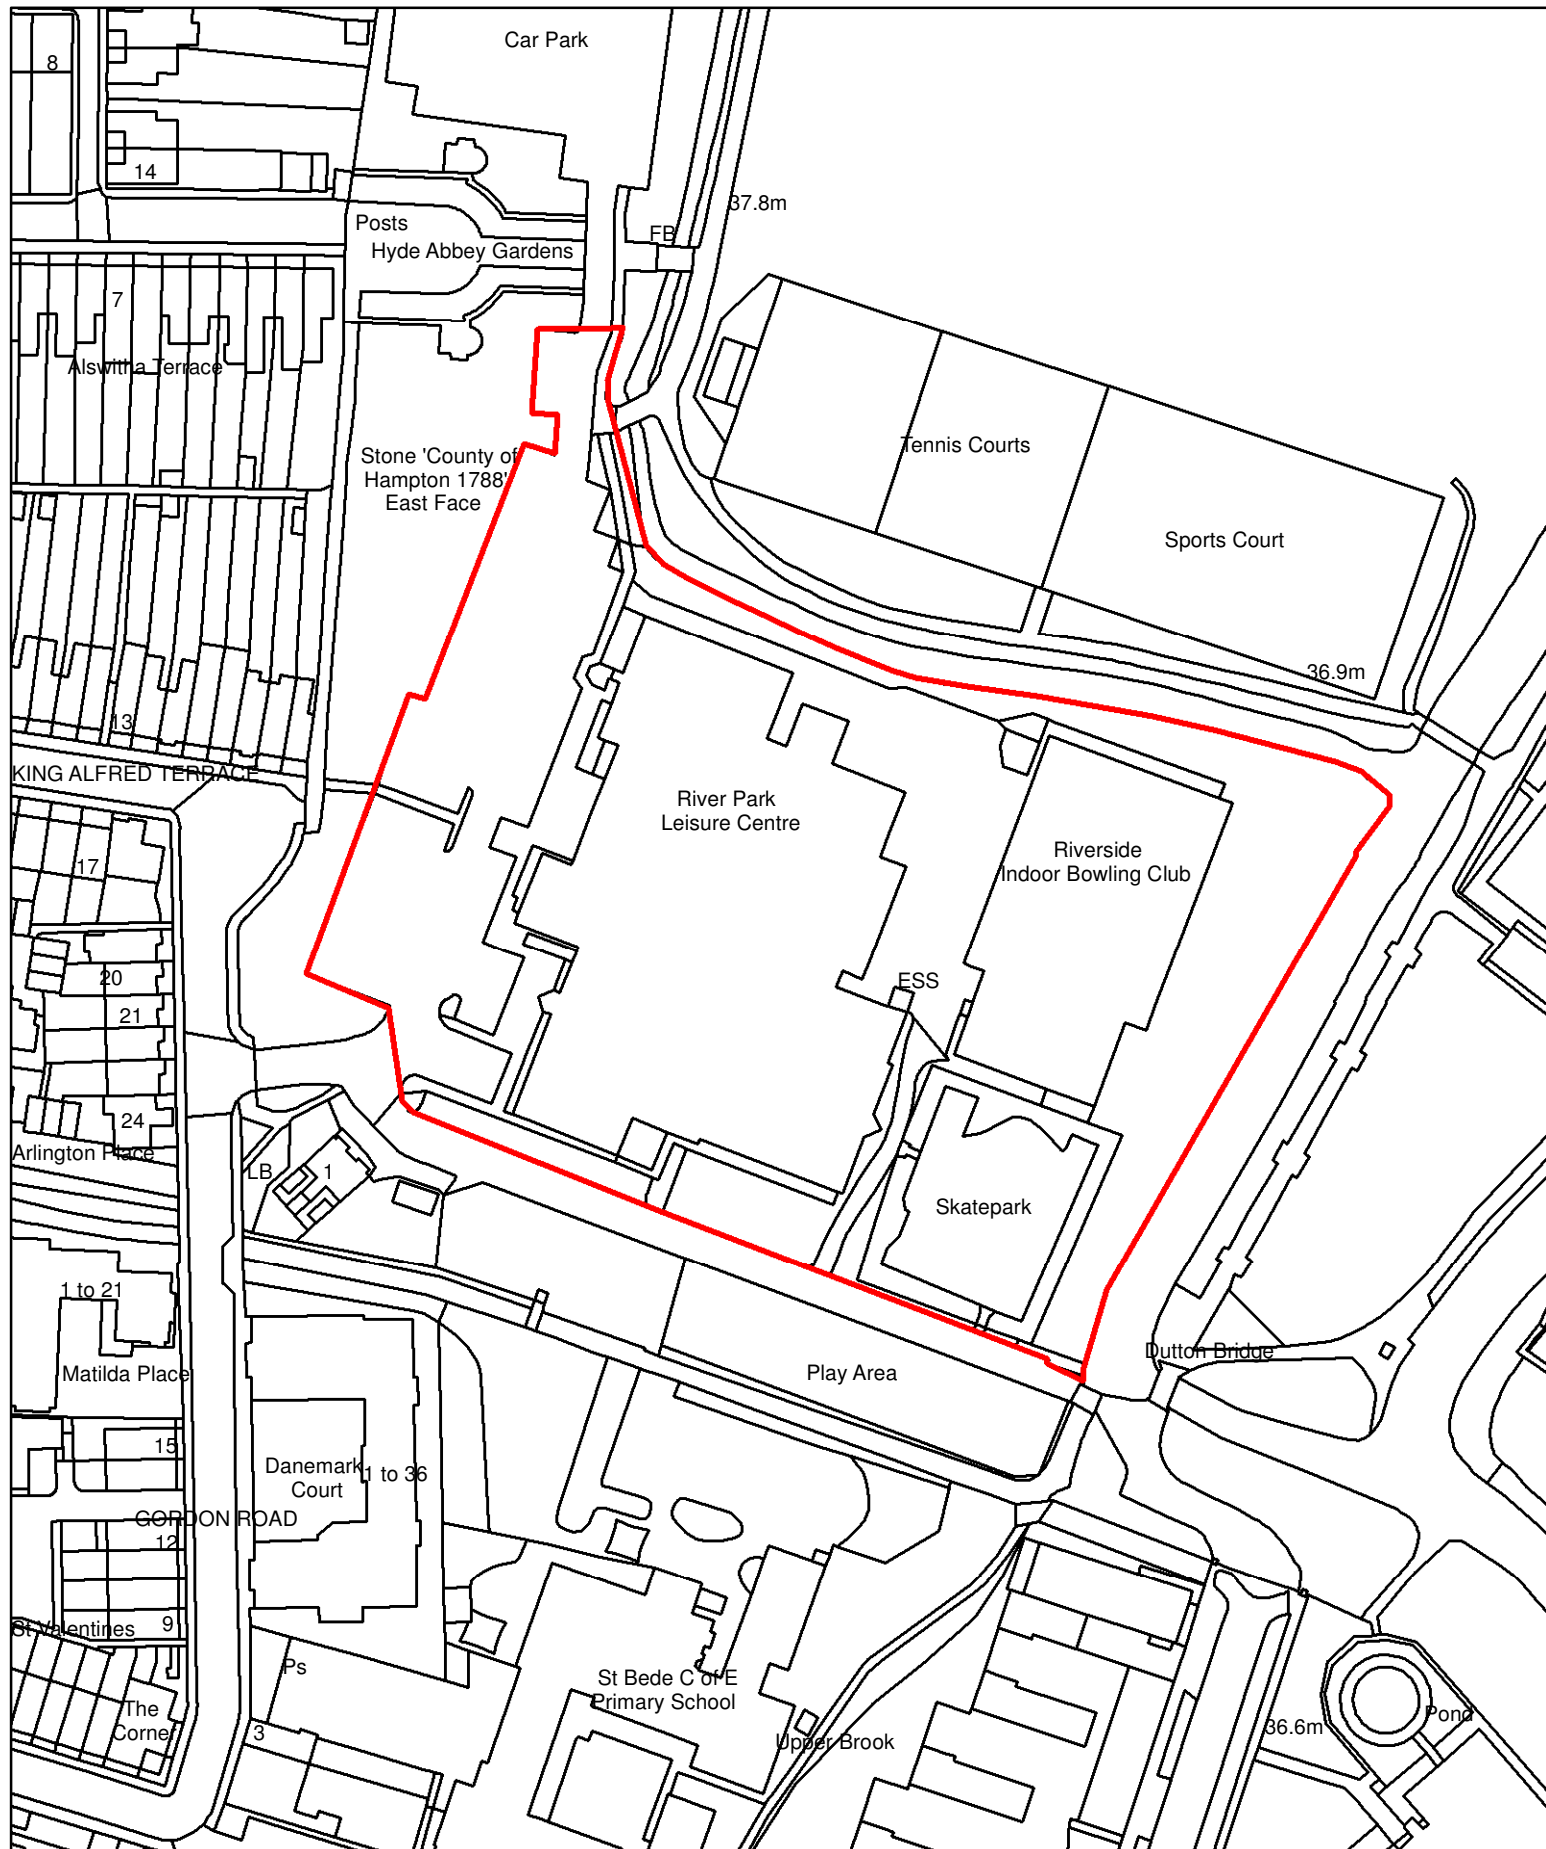 Car Park
8
14
37.8m
Posts
FB
Hyde Abbey Gardens
7
Alswitha Terrace
Tennis Courts
Stone 'County of
Hampton 1788'
East Face
Sports Court
36.9m
13
KING ALFRED TERRACE
River Park
Leisure Centre
Riverside
Indoor Bowling Club
17
20
ESS
21
24
Arlington Place
LB
1
Skatepark
1 to 21
Dutton Bridge
Matilda Place
Play Area
15
Danemark
Court
1 to 36
GORDON ROAD
12
9
St Valentines
Ps
St Bede C of E
Primary School
The
Corner
3
Upper Brook
36.6m
Pond